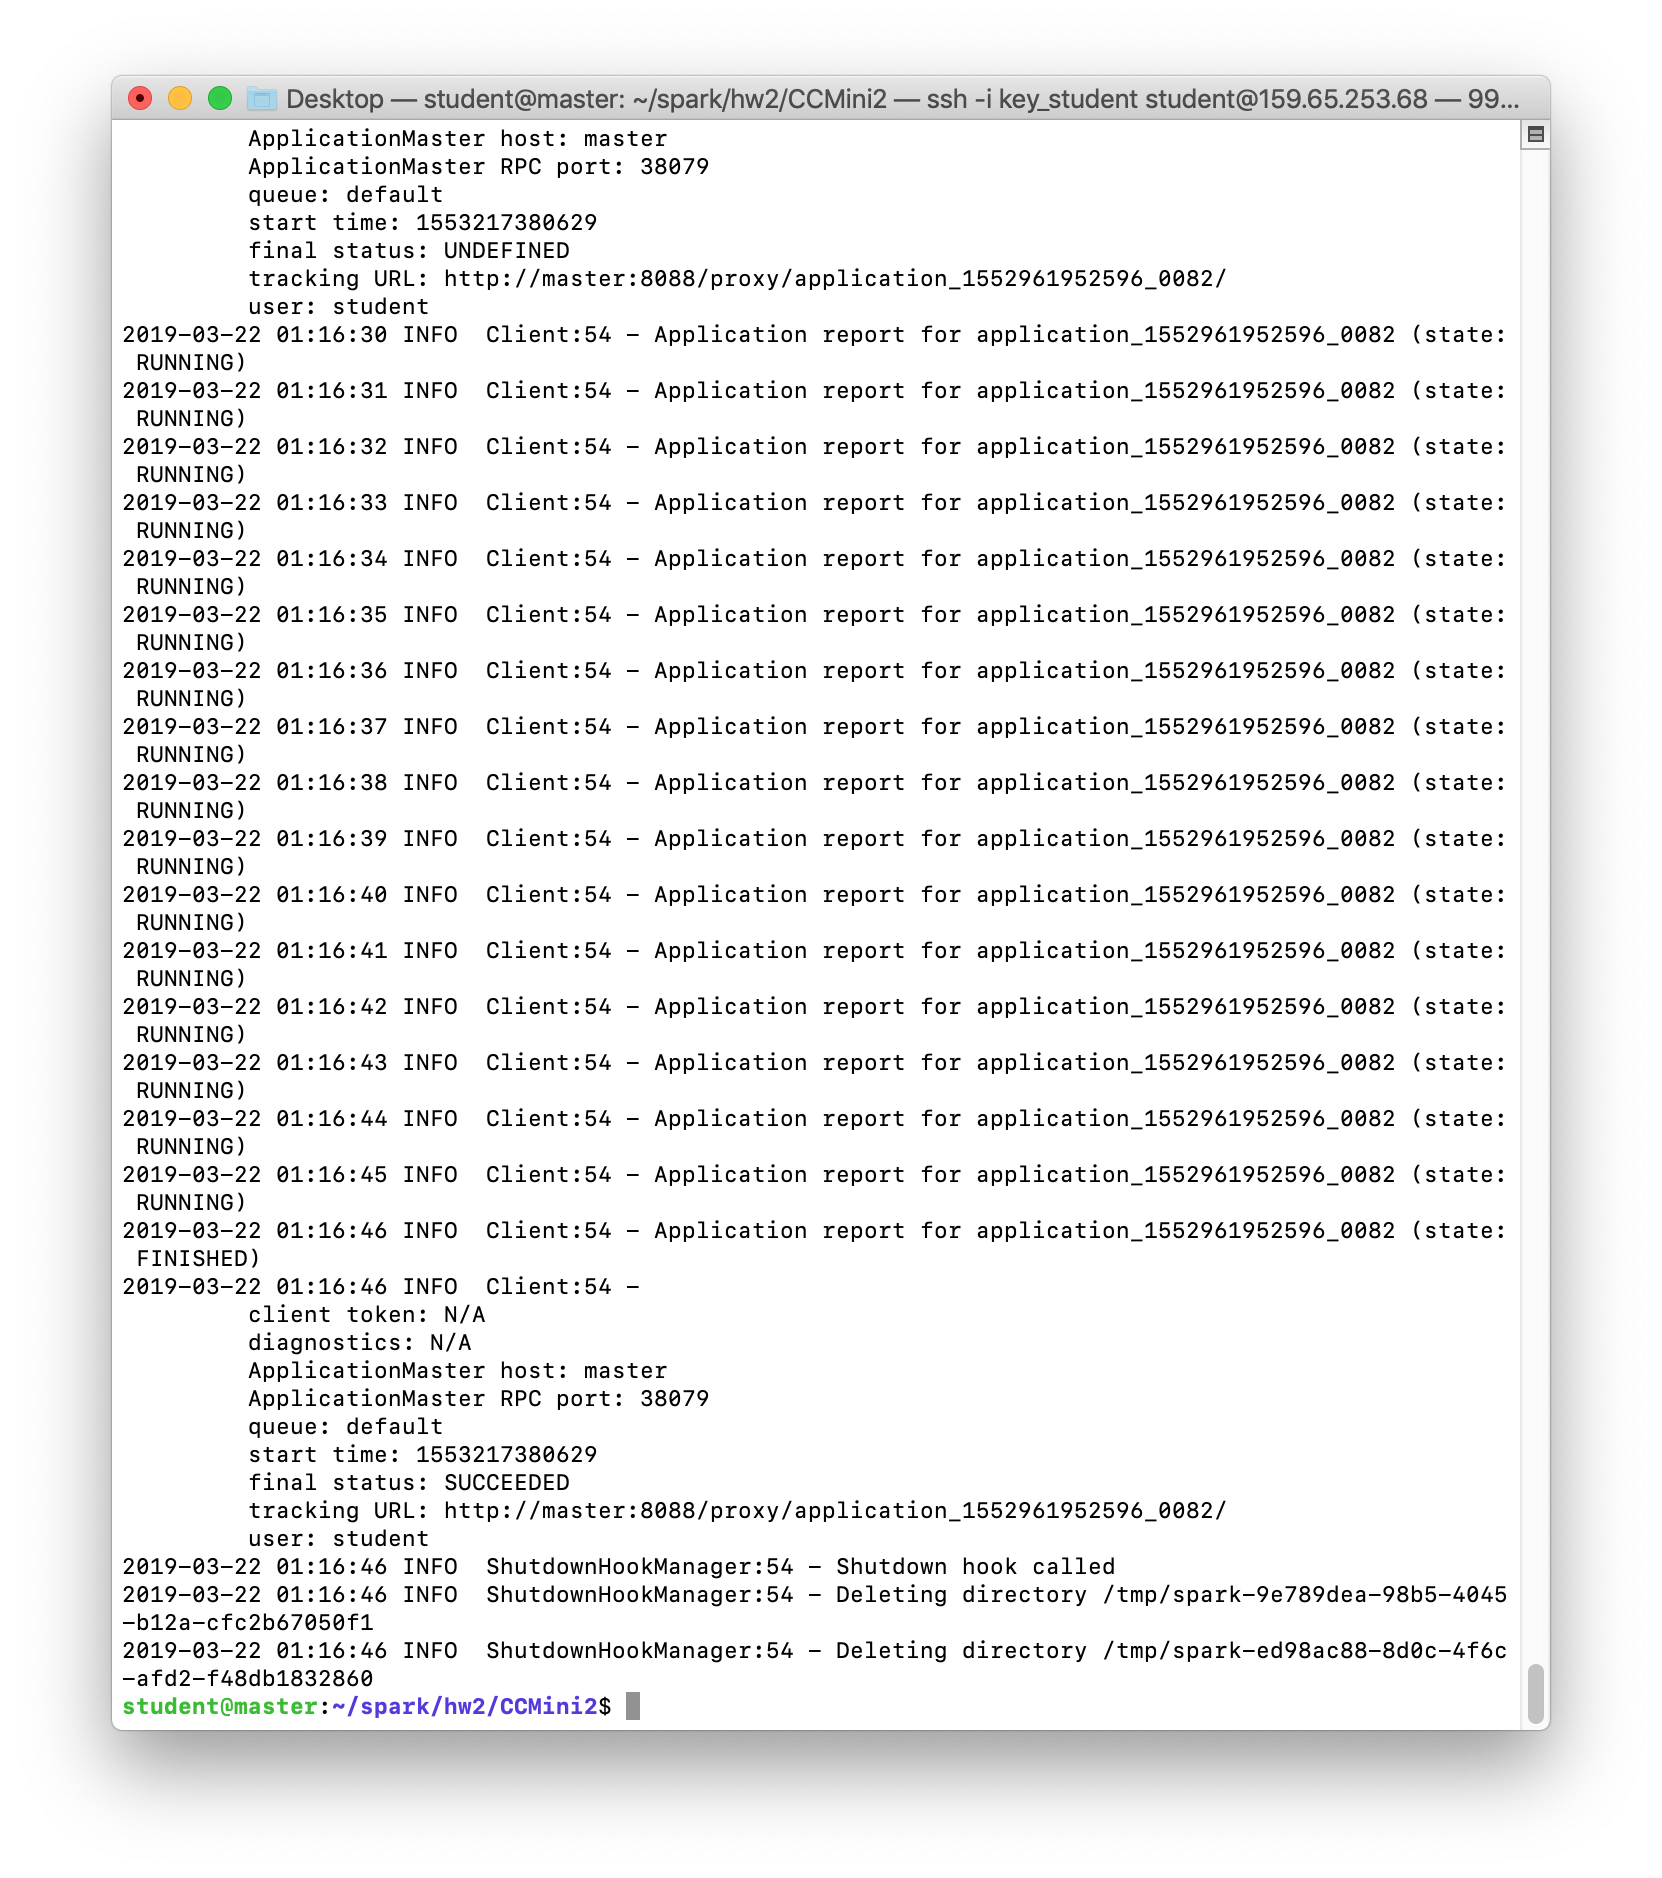 Desktop — student@master: ~/spark/hw2/CCMini2 — ssh -i key_student student@159.65.253.68 — 99...
ApplicationMaster host: master
ApplicationMaster RPC port: 38079
queue: default
start time: 1553217380629
final status: UNDEFINED
tracking URL: http://master:8088/proxy/application_1552961952596_0082/
user: student
2019-03-22 01:16:30 INFO  Client:54 - Application report for application_1552961952596_0082 (state:
RUNNING)
2019-03-22 01:16:31 INFO  Client:54 - Application report for application_1552961952596_0082 (state:
RUNNING)
2019-03-22 01:16:32 INFO  Client:54 - Application report for application_1552961952596_0082 (state:
RUNNING)
2019-03-22 01:16:33 INFO  Client:54 - Application report for application_1552961952596_0082 (state:
RUNNING)
2019-03-22 01:16:34 INFO  Client:54 - Application report for application_1552961952596_0082 (state:
RUNNING)
2019-03-22 01:16:35 INFO  Client:54 - Application report for application_1552961952596_0082 (state:
RUNNING)
2019-03-22 01:16:36 INFO  Client:54 - Application report for application_1552961952596_0082 (state:
RUNNING)
2019-03-22 01:16:37 INFO  Client:54 - Application report for application_1552961952596_0082 (state:
RUNNING)
2019-03-22 01:16:38 INFO  Client:54 - Application report for application_1552961952596_0082 (state:
RUNNING)
2019-03-22 01:16:39 INFO  Client:54 - Application report for application_1552961952596_0082 (state:
RUNNING)
2019-03-22 01:16:40 INFO  Client:54 - Application report for application_1552961952596_0082 (state:
RUNNING)
2019-03-22 01:16:41 INFO  Client:54 - Application report for application_1552961952596_0082 (state:
RUNNING)
2019-03-22 01:16:42 INFO  Client:54 - Application report for application_1552961952596_0082 (state:
RUNNING)
2019-03-22 01:16:43 INFO  Client:54 - Application report for application_1552961952596_0082 (state:
RUNNING)
2019-03-22 01:16:44 INFO  Client:54 - Application report for application_1552961952596_0082 (state:
RUNNING)
2019-03-22 01:16:45 INFO  Client:54 - Application report for application_1552961952596_0082 (state:
RUNNING)
2019-03-22 01:16:46 INFO  Client:54 - Application report for application_1552961952596_0082 (state:
FINISHED)
2019-03-22 01:16:46 INFO  Client:54 -
client token: N/A
diagnostics: N/A
ApplicationMaster host: master
ApplicationMaster RPC port: 38079
queue: default
start time: 1553217380629
final status: SUCCEEDED
tracking URL: http://master:8088/proxy/application_1552961952596_0082/
user: student
2019-03-22 01:16:46 INFO  ShutdownHookManager:54 - Shutdown hook called
2019-03-22 01:16:46 INFO  ShutdownHookManager:54 - Deleting directory /tmp/spark-9e789dea-98b5-4045
-b12a-cfc2b67050f1
2019-03-22 01:16:46 INFO  ShutdownHookManager:54 - Deleting directory /tmp/spark-ed98ac88-8d0c-4f6c
-afd2-f48db1832860
student@master:~/spark/hw2/CCMini2$